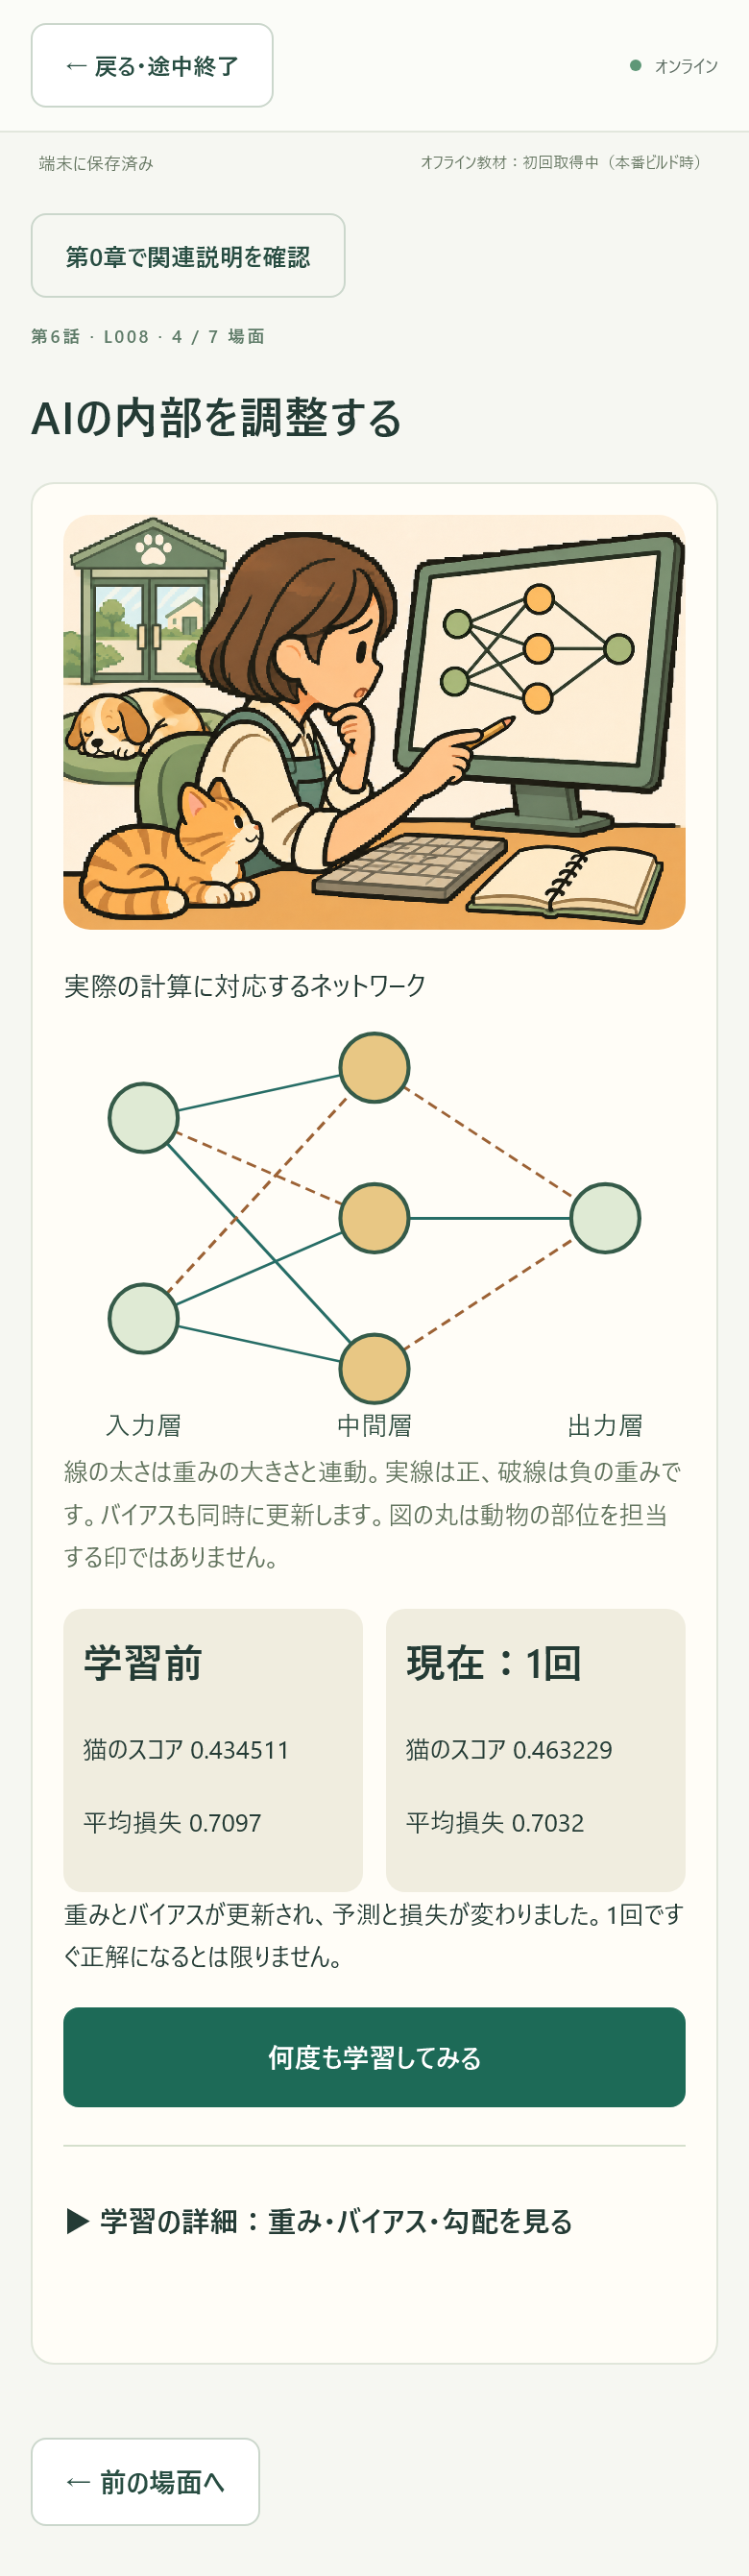 ← 戻る・途中終了
オンライン
端末に保存済み
オフライン教材：初回取得中（本番ビルド時）
第0章で関連説明を確認
第6話 · L008 · 4 / 7 場面
AIの内部を調整する
実際の計算に対応するネットワーク
入力層
中間層
出力層
線の太さは重みの大きさと連動。実線は正、破線は負の重みで
す。バイアスも同時に更新します。図の丸は動物の部位を担当
する印ではありません。
学習前
猫のスコア 0.434511
平均損失 0.7097
現在：1回
猫のスコア 0.463229
平均損失 0.7032
重みとバイアスが更新され、予測と損失が変わりました。1回です
ぐ正解になるとは限りません。
何度も学習してみる
▶ 学習の詳細：重み・バイアス・勾配を見る
← 前の場面へ